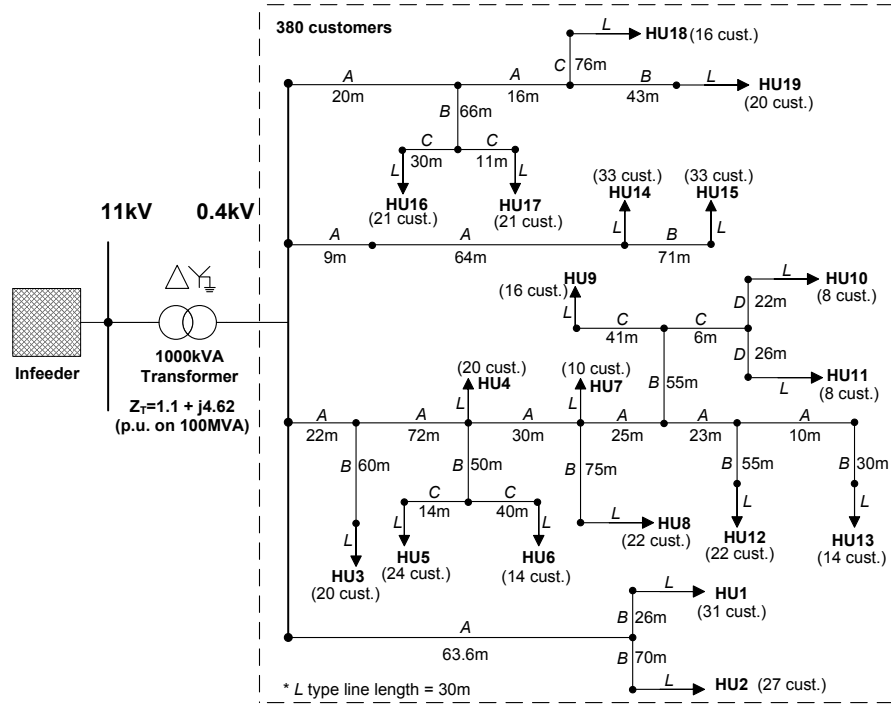 380 customers
L
HU18 (16 cust.)
C
76m
A
20m
A
16m
B
43m
L
HU19
(20 cust.)
B
66m
C
30m
C
11m
L
L
HU16
(21 cust.)
HU17
(21 cust.)
(33 cust.)
HU14
(33 cust.)
HU15
L
L
11kV
0.4kV
A
9m
A
64m
B
71m
HU9
(16 cust.)
L
L
HU10
(8 cust.)
D
22m
C
41m
C
6m
D
26m
L
HU11
(8 cust.)
Infeeder
1000kVA
Transformer
ZT=1.1 + j4.62
(p.u. on 100MVA)
(20 cust.)
HU4
L
(10 cust.)
HU7
L
B
55m
A
22m
A
72m
A
30m
A
25m
A
23m
A
10m
B
60m
B
50m
B
75m
B
55m
B
30m
C
14m
C
40m
L
L
L
L
L
L
HU3
(20 cust.)
HU5
(24 cust.)
HU6
(14 cust.)
HU8
(22 cust.)
HU12
(22 cust.)
HU13
(14 cust.)
A
63.6m
B
26m
L
HU1
(31 cust.)
B
70m
L
HU2 (27 cust.)
* L type line length = 30m